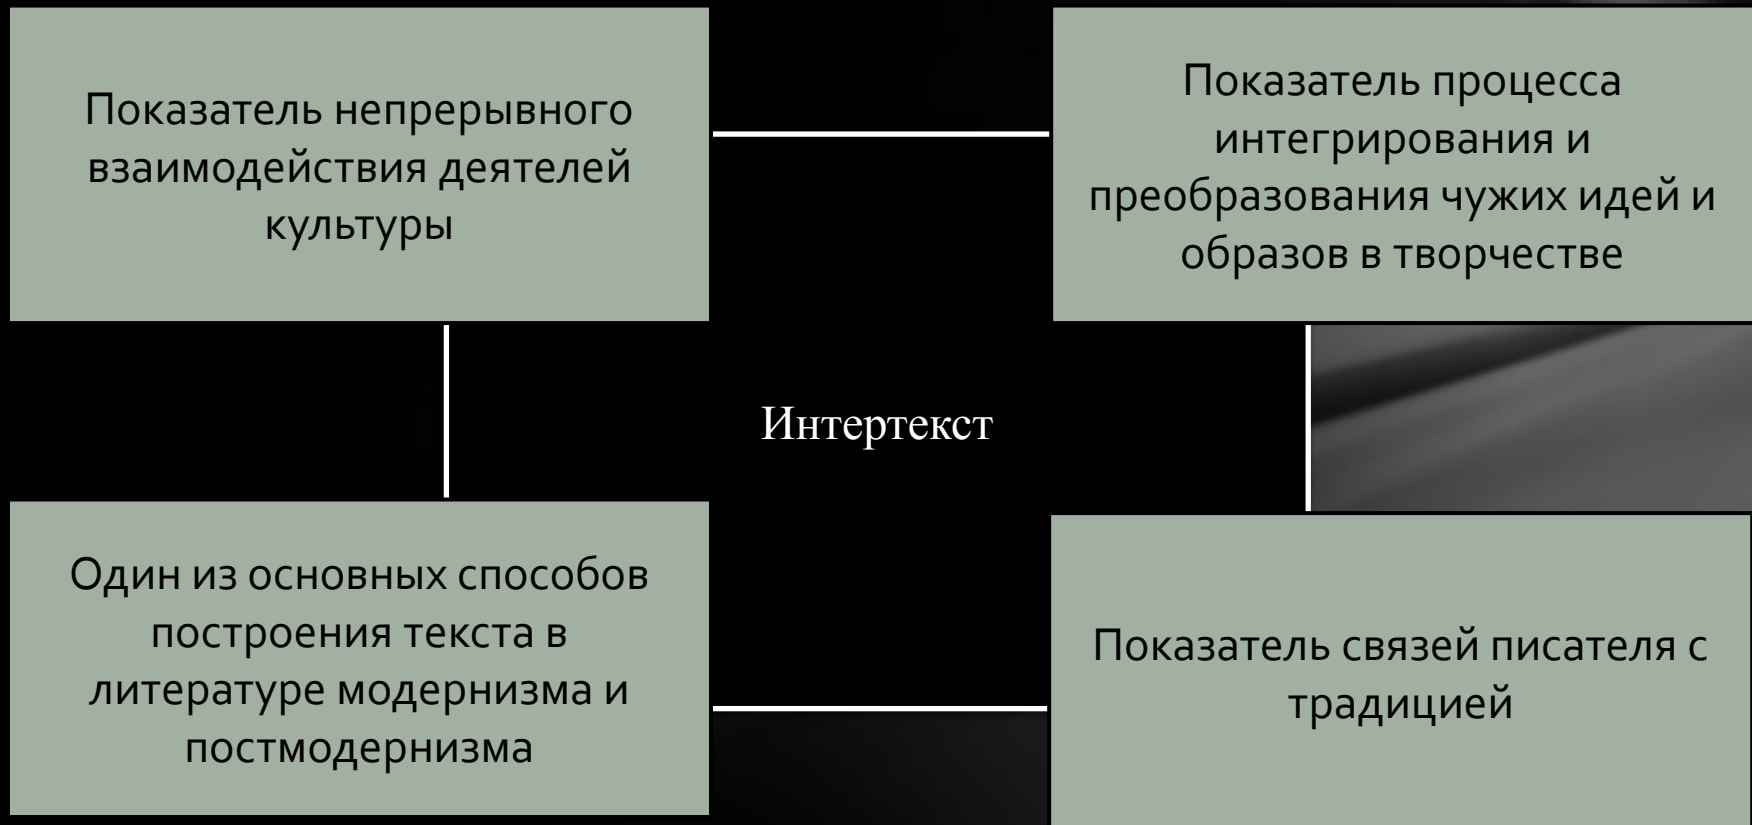 Показатель непрерывного
взаимодействия деятелей
культуры
Показатель процесса
интегрирования и
преобразования чужих идей и
образов в творчестве
Интертекст
Один из основных способов
построения текста в
литературе модернизма и
постмодернизма
Показатель связей писателя с
традицией